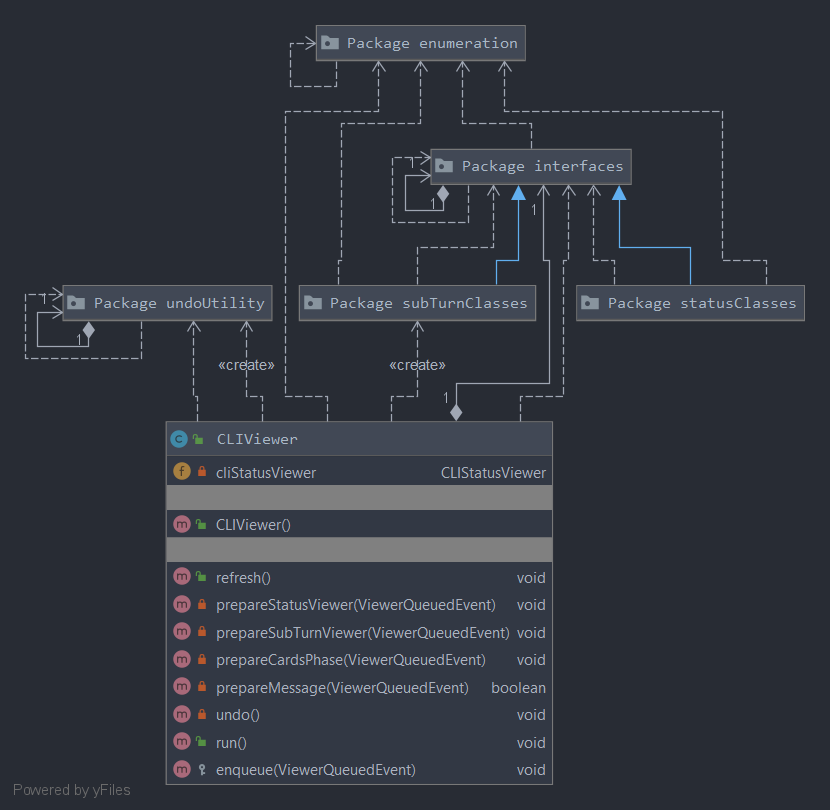 Package enumeration
1
Package interfaces
1
1
1
Package undoUtility
Package subTurnClasses
Package statusClasses
1
«create»
«create»
1
C CLIViewer
f cliStatusViewer CLIStatusViewer
m CLIViewer()
m refresh() void
m prepareStatusViewer(ViewerQueuedEvent) void
m prepareSubTurnViewer(ViewerQueuedEvent) void
m prepareCardsPhase(ViewerQueuedEvent) void
m prepareMessage(ViewerQueuedEvent) boolean
m undo() void
m run() void
m enqueue(ViewerQueuedEvent) void
Powered by yFiles